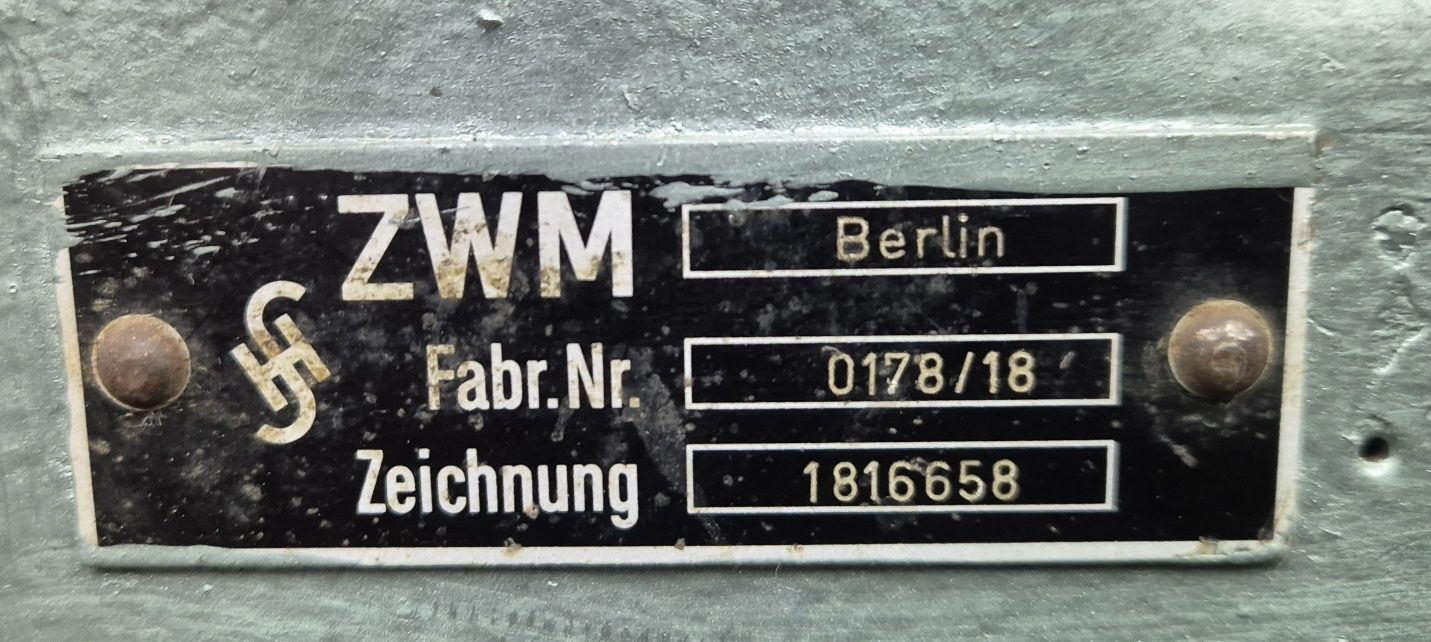 ZWM Berlin
Fabr.Nr. 0178/18
Zeichnung 1816658